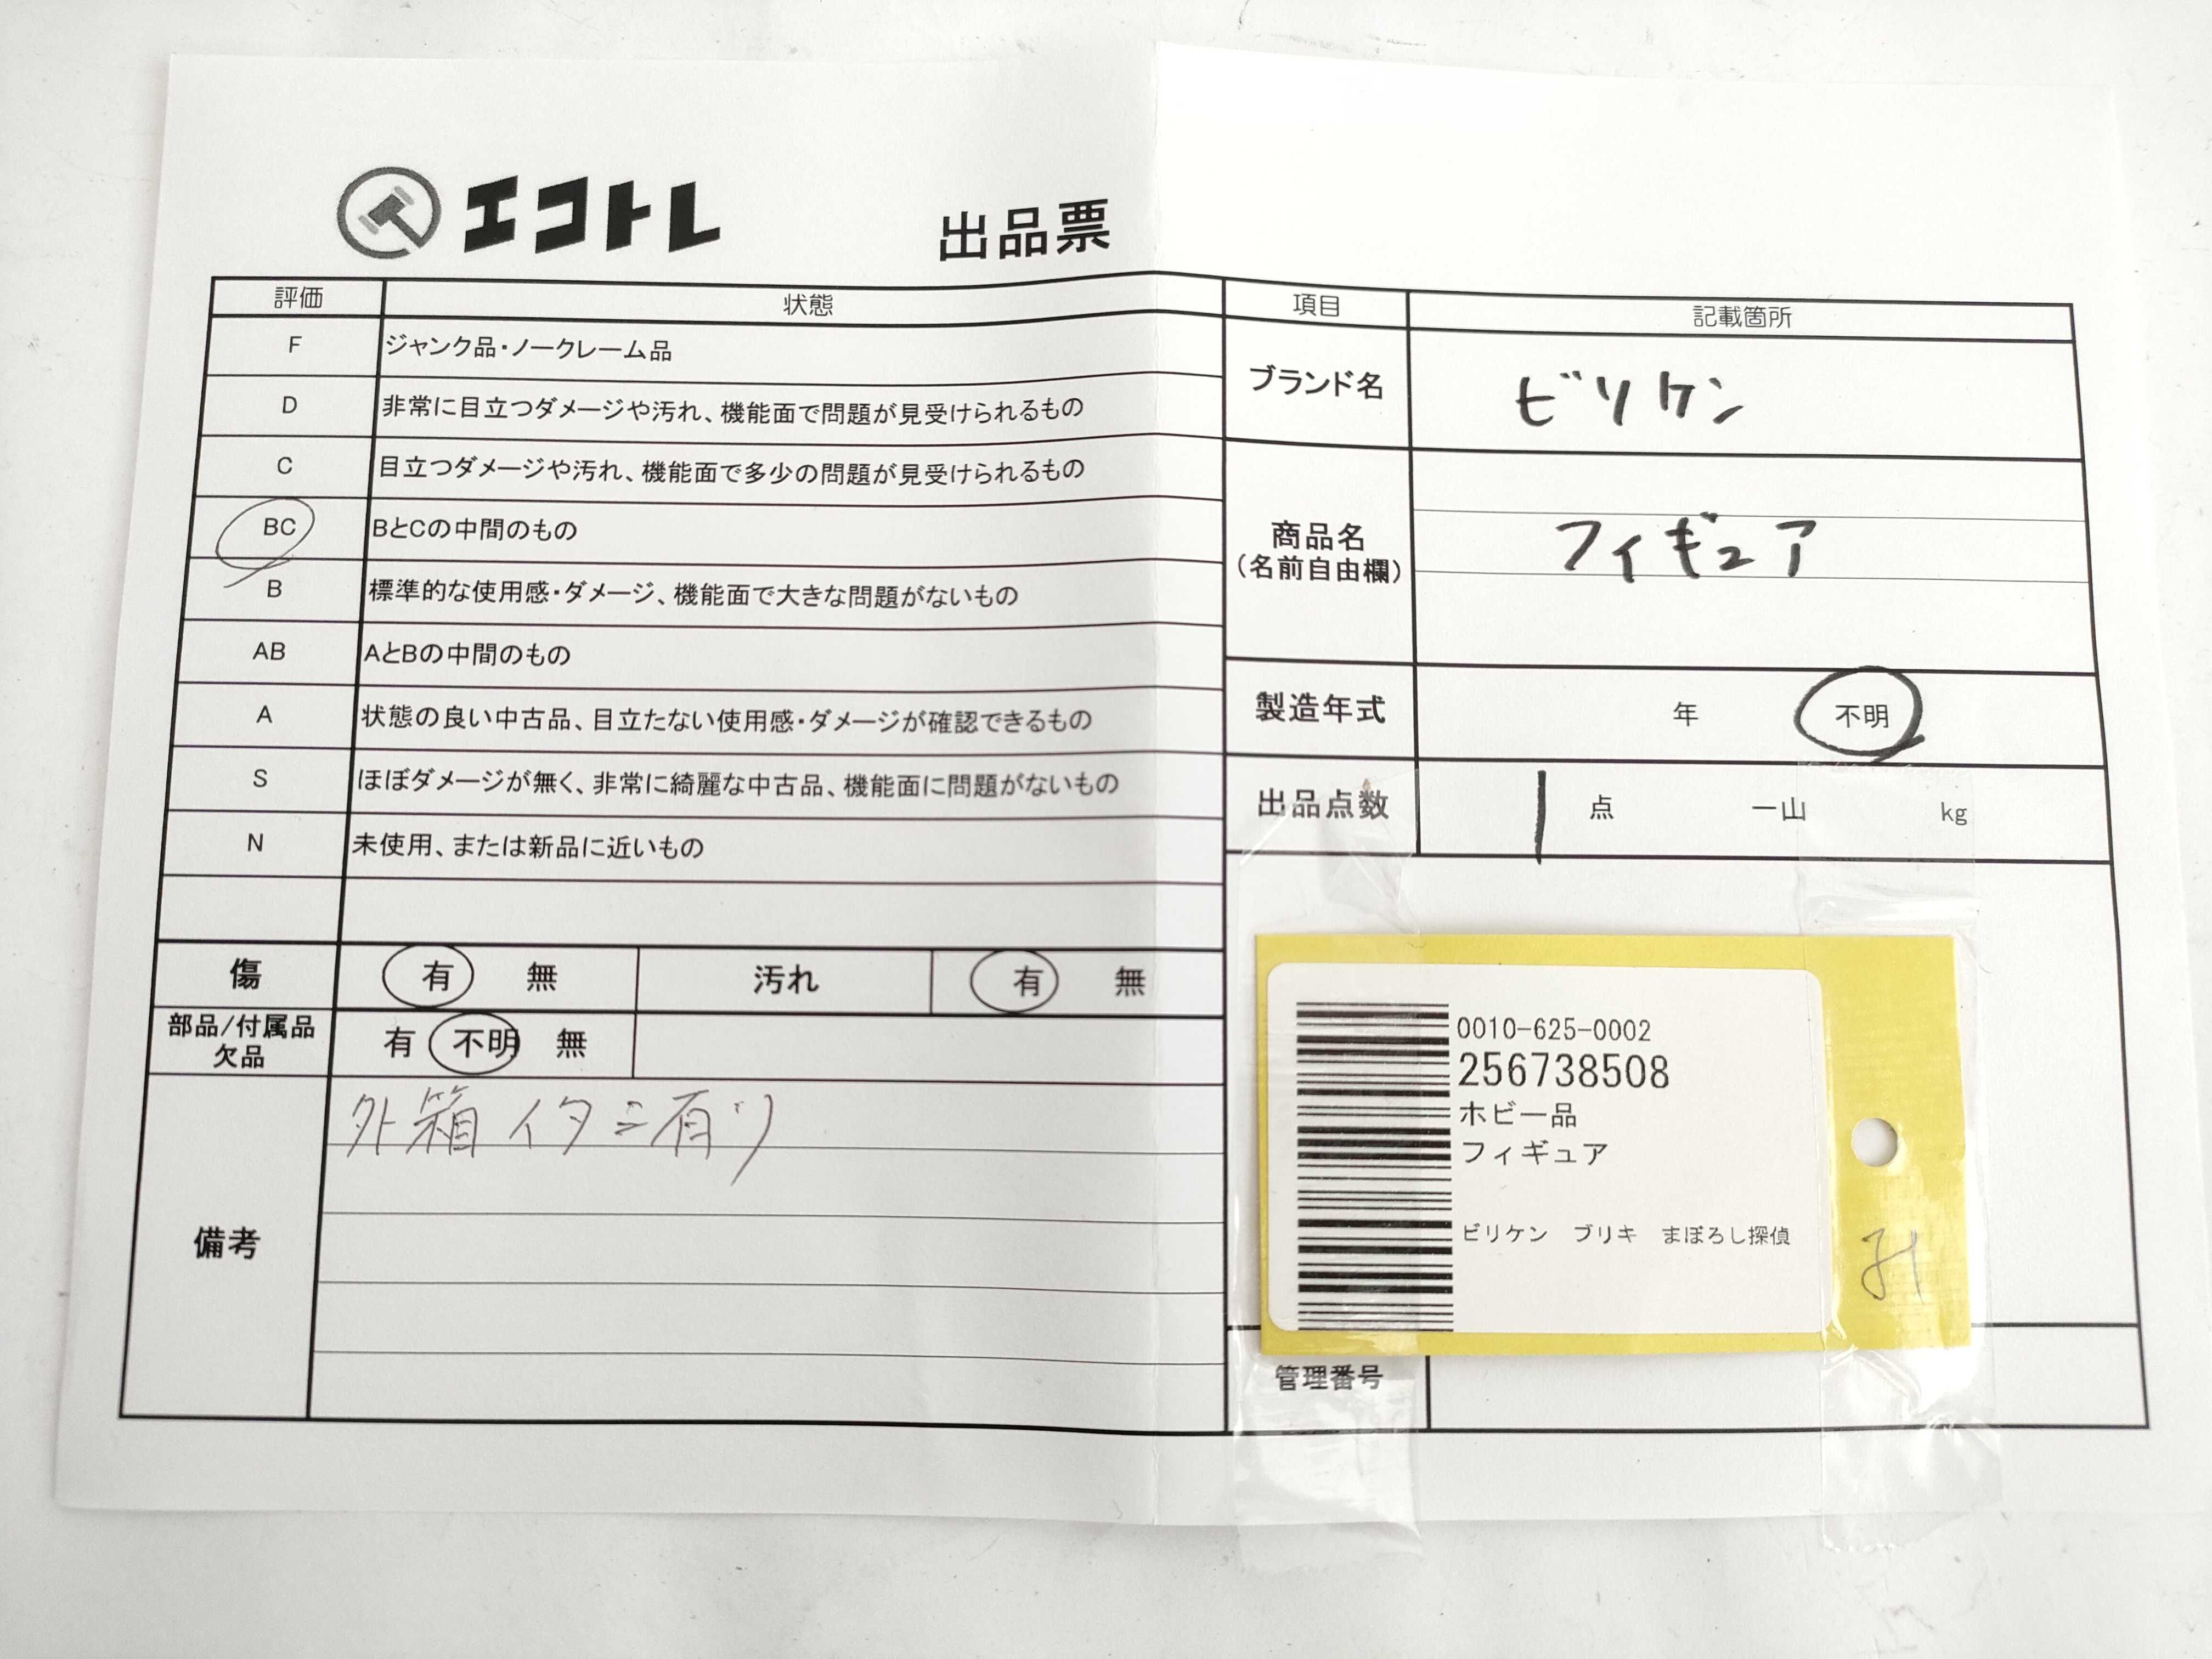 エコトレ
出品票
評価 状態
F ジャンク品・ノークレーム品
D 非常に目立つダメージや汚れ、機能面で問題が見受けられるもの
C 目立つダメージや汚れ、機能面で多少の問題が見受けられるもの
BC BとCの中間のもの
B 標準的な使用感・ダメージ、機能面で大きな問題がないもの
AB AとBの中間のもの
A 状態の良い中古品、目立たない使用感・ダメージが確認できるもの
S ほぼダメージが無く、非常に綺麗な中古品、機能面に問題がないもの
N 未使用、または新品に近いもの
傷 有 無 汚れ 有 無
部品/付属品
欠品
有 不明 無
備考
外箱イタミ有り
項目 記載箇所
ブランド名 ビリケン
商品名
(名前自由欄)
フィギュア
製造年式 年 不明
出品点数 1 点 一山 kg
0010-625-0002
256738508
ホビー品
フィギュア
ビリケン ブリキ まぼろし探偵
管理番号